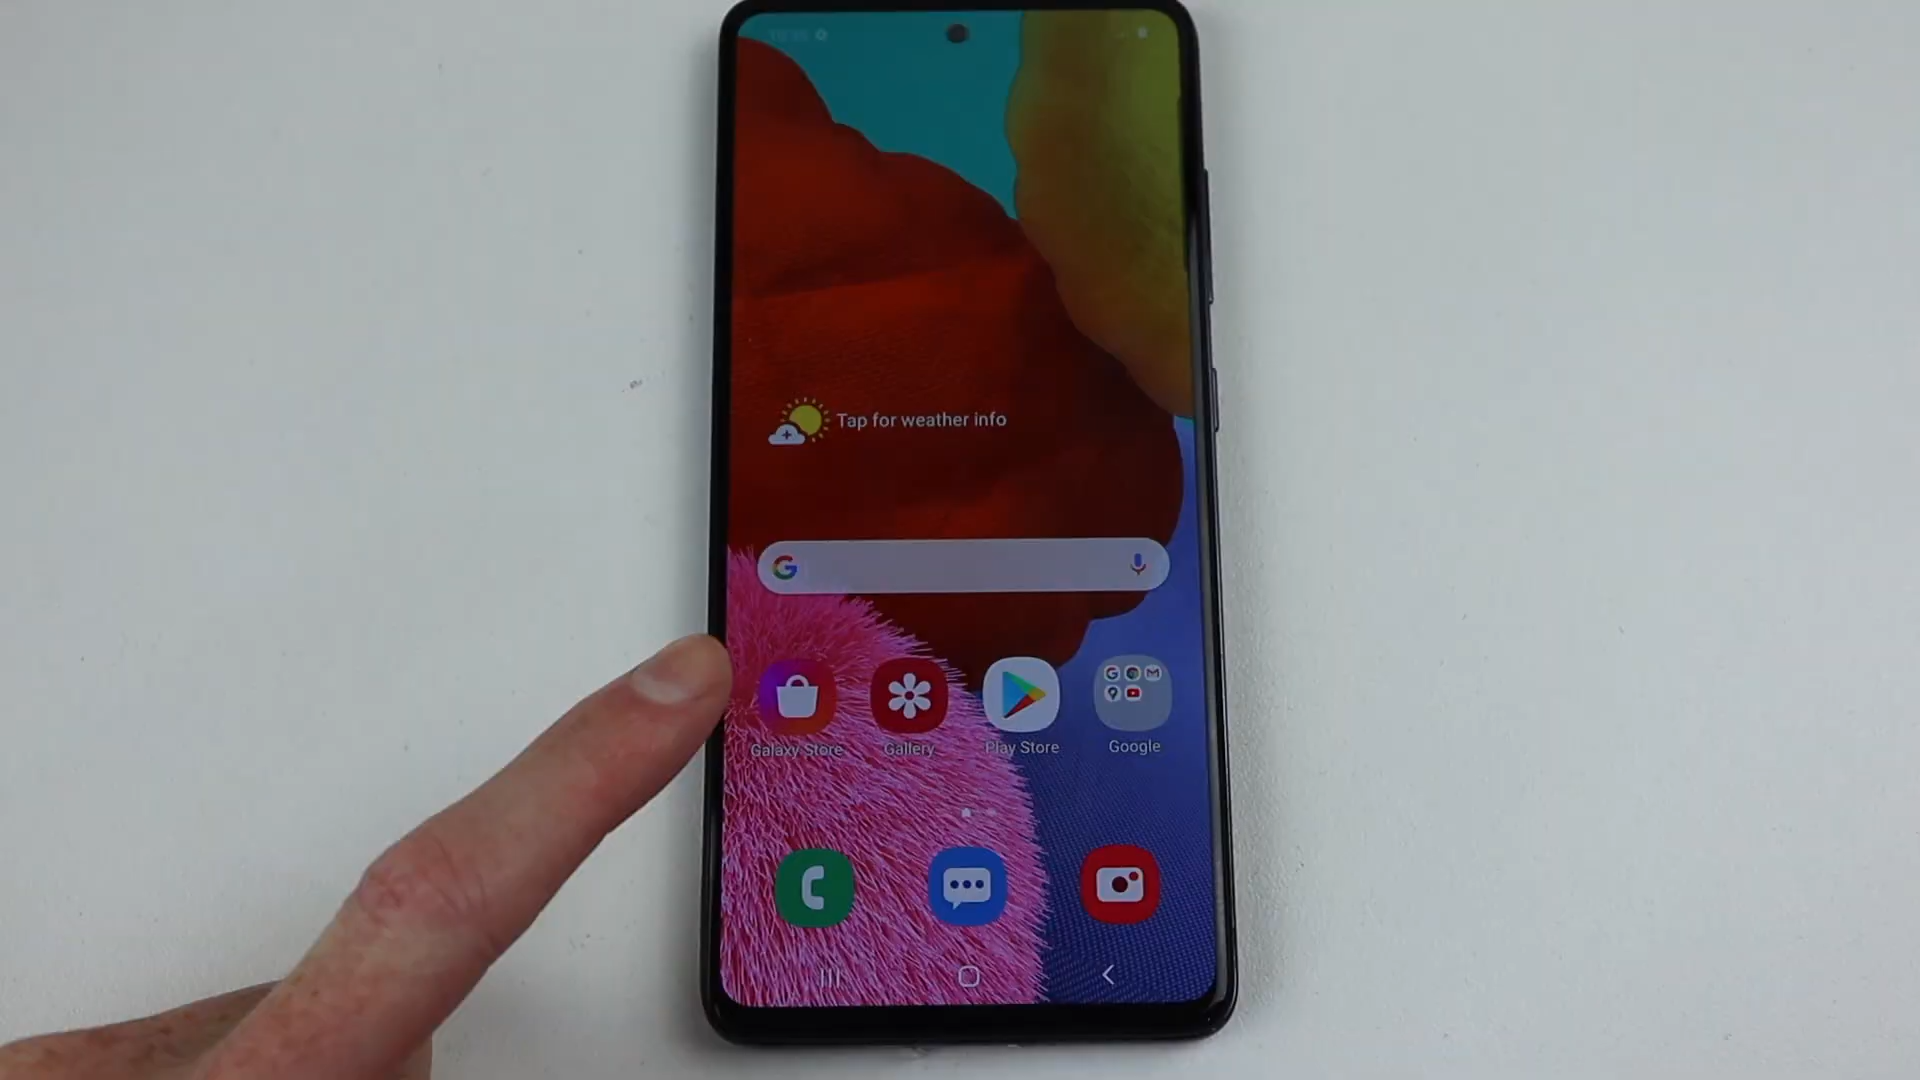 Tap for weather info
Galaxy Store
Gallery
Play Store
Google